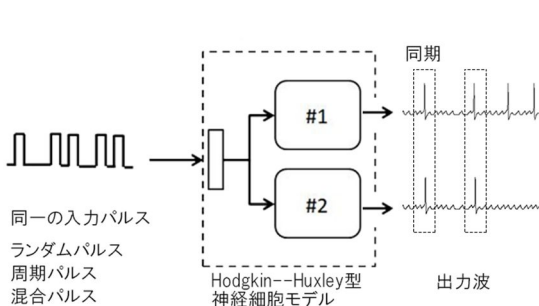 同期
#1
#2
同一の入力パルス
ランダムパルス
周期パルス
混合パルス
Hodgkin--Huxley型
神経細胞モデル
出力波